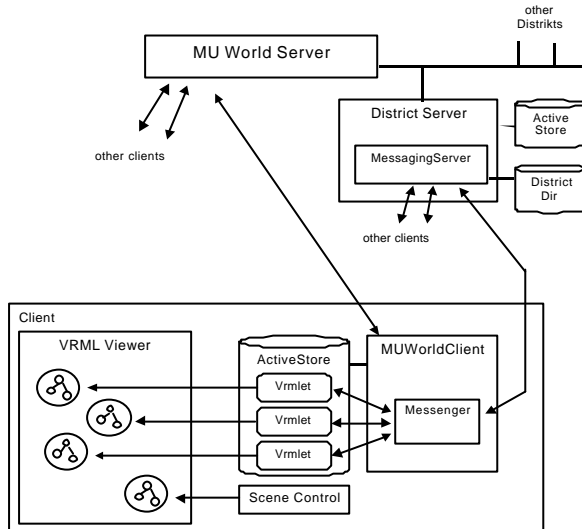 other
Distrikts
MU World Server
District Server
Active
Store
MessagingServer
District
Dir
other clients
other clients
Client
VRML Viewer
ActiveStore
MUWorldClient
Vrmlet
Vrmlet
Vrmlet
Messenger
Scene Control